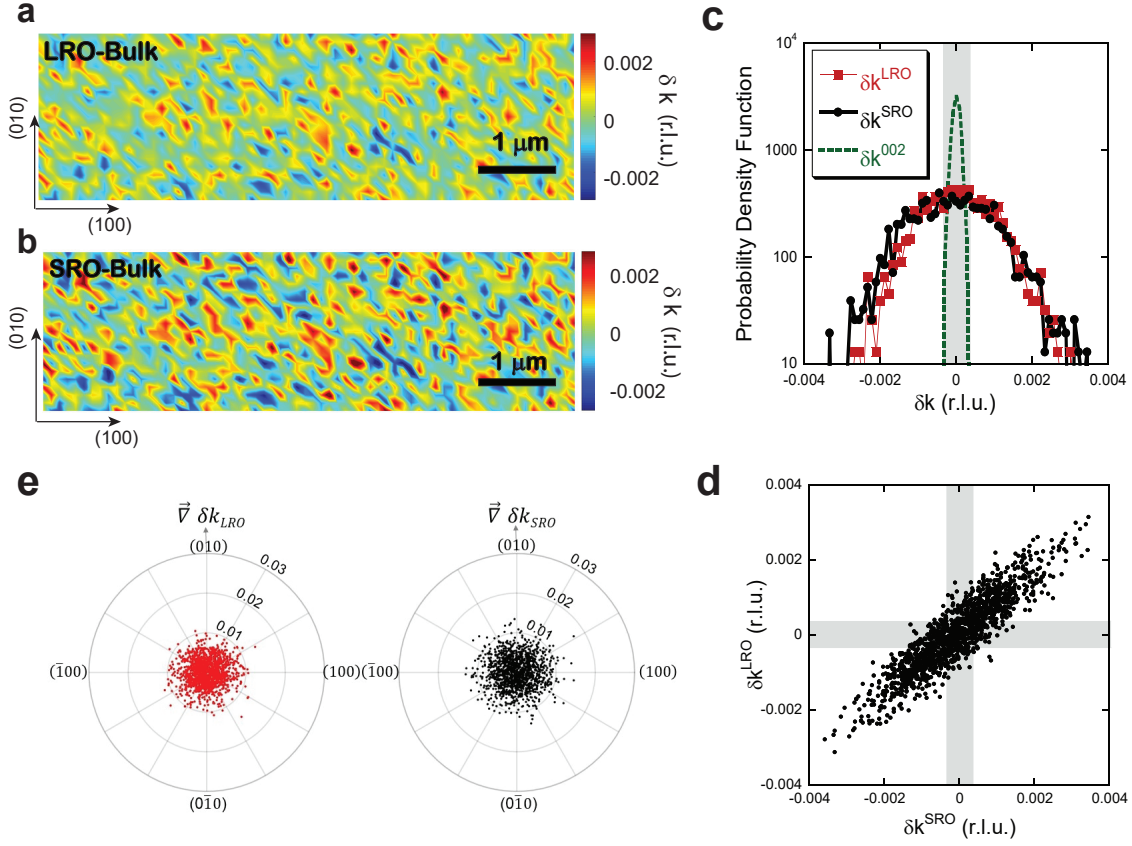 a
LRO-Bulk
(010)
(100)
1 μm
0.002
0
-0.002
δ k (r.l.u.)
b
SRO-Bulk
(010)
(100)
1 μm
0.002
0
-0.002
δ k (r.l.u.)
c
Probability Density Function
10⁴
1000
100
10
δk^LRO
δk^SRO
δk^002
-0.004 -0.002 0 0.002 0.004
δk (r.l.u.)
e
∇⃗ δk_LRO
(010)
0.03
0.02
0.01
(1̄00)
(100)
(01̄0)
∇⃗ δk_SRO
(010)
0.03
0.02
0.01
(1̄00)
(100)
(01̄0)
d
δk^LRO (r.l.u.)
0.004
0.002
0
-0.002
-0.004
-0.004 -0.002 0 0.002 0.004
δk^SRO (r.l.u.)